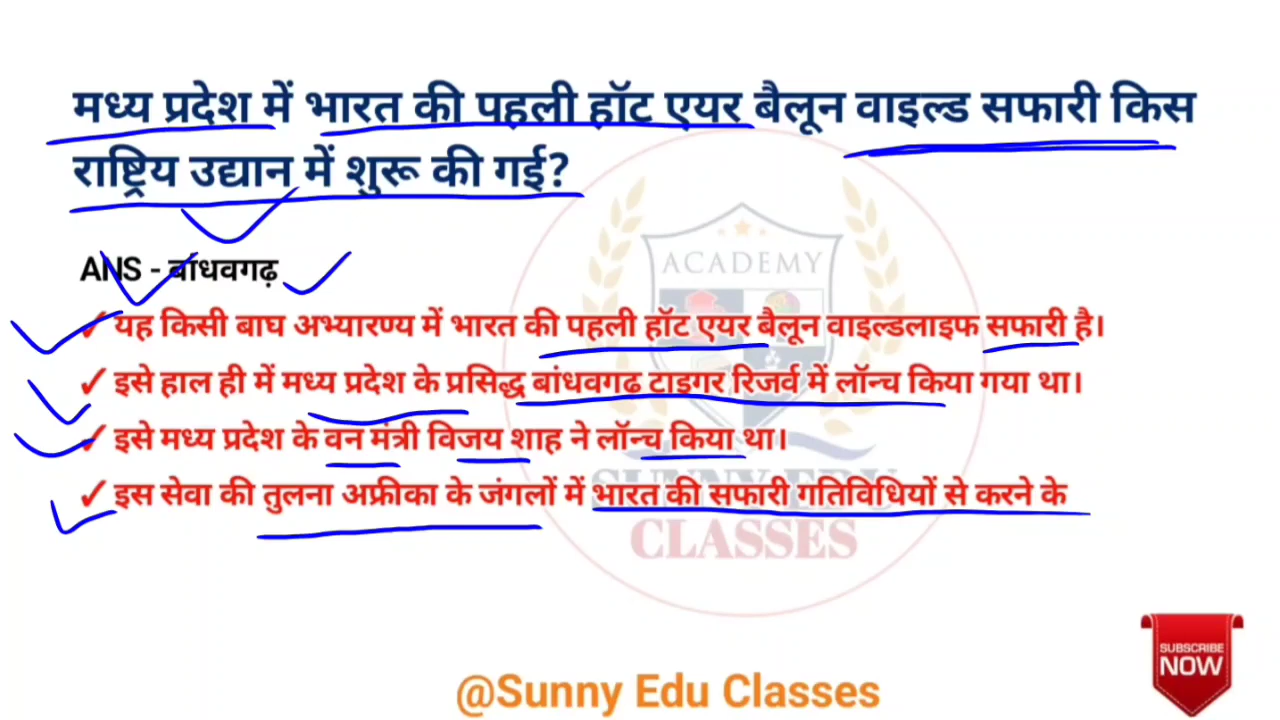 मध्य प्रदेश में भारत की पहली हॉट एयर बैलून वाइल्ड सफारी किस
राष्ट्रिय उद्यान में शुरू की गई?
ANS - बांधवगढ़
✓ यह किसी बाघ अभ्यारण्य में भारत की पहली हॉट एयर बैलून वाइल्डलाइफ सफारी है।
✓ इसे हाल ही में मध्य प्रदेश के प्रसिद्ध बांधवगढ टाइगर रिजर्व में लॉन्च किया गया था।
✓ इसे मध्य प्रदेश के वन मंत्री विजय शाह ने लॉन्च किया था।
✓ इस सेवा की तुलना अफ्रीका के जंगलों में भारत की सफारी गतिविधियों से करने के
ACADEMY
SUNNY EDU
CLASSES
SUBSCRIBE
NOW
@Sunny Edu Classes